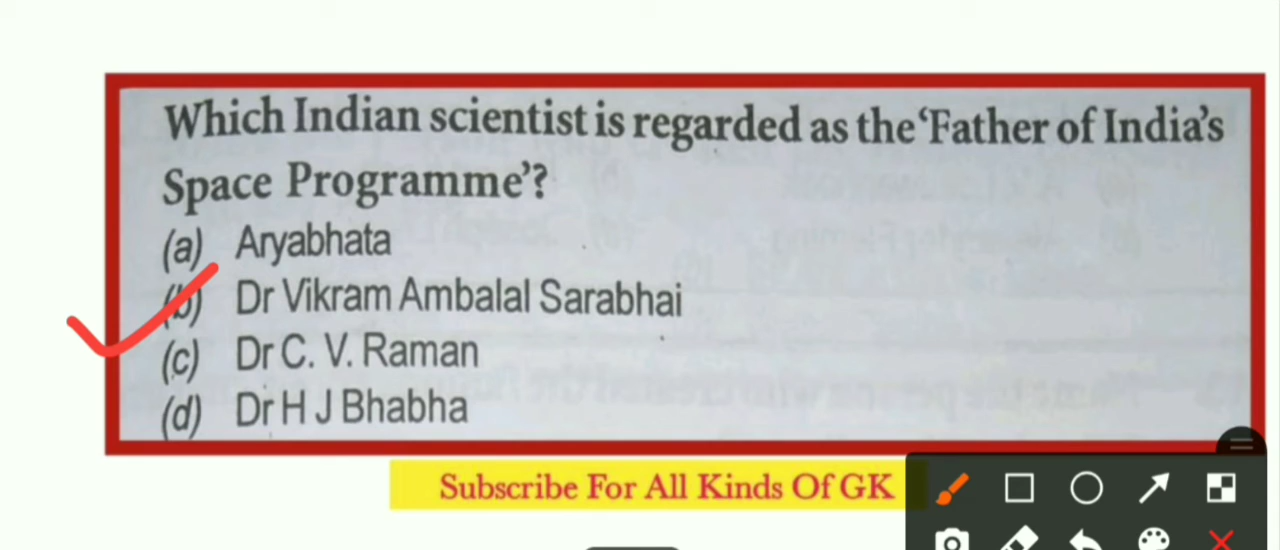 Which Indian scientist is regarded as the ‘Father of India’s
Space Programme’?
(a) Aryabhata
(b) Dr Vikram Ambalal Sarabhai
(c) Dr C. V. Raman
(d) Dr H J Bhabha
Subscribe For All Kinds Of GK